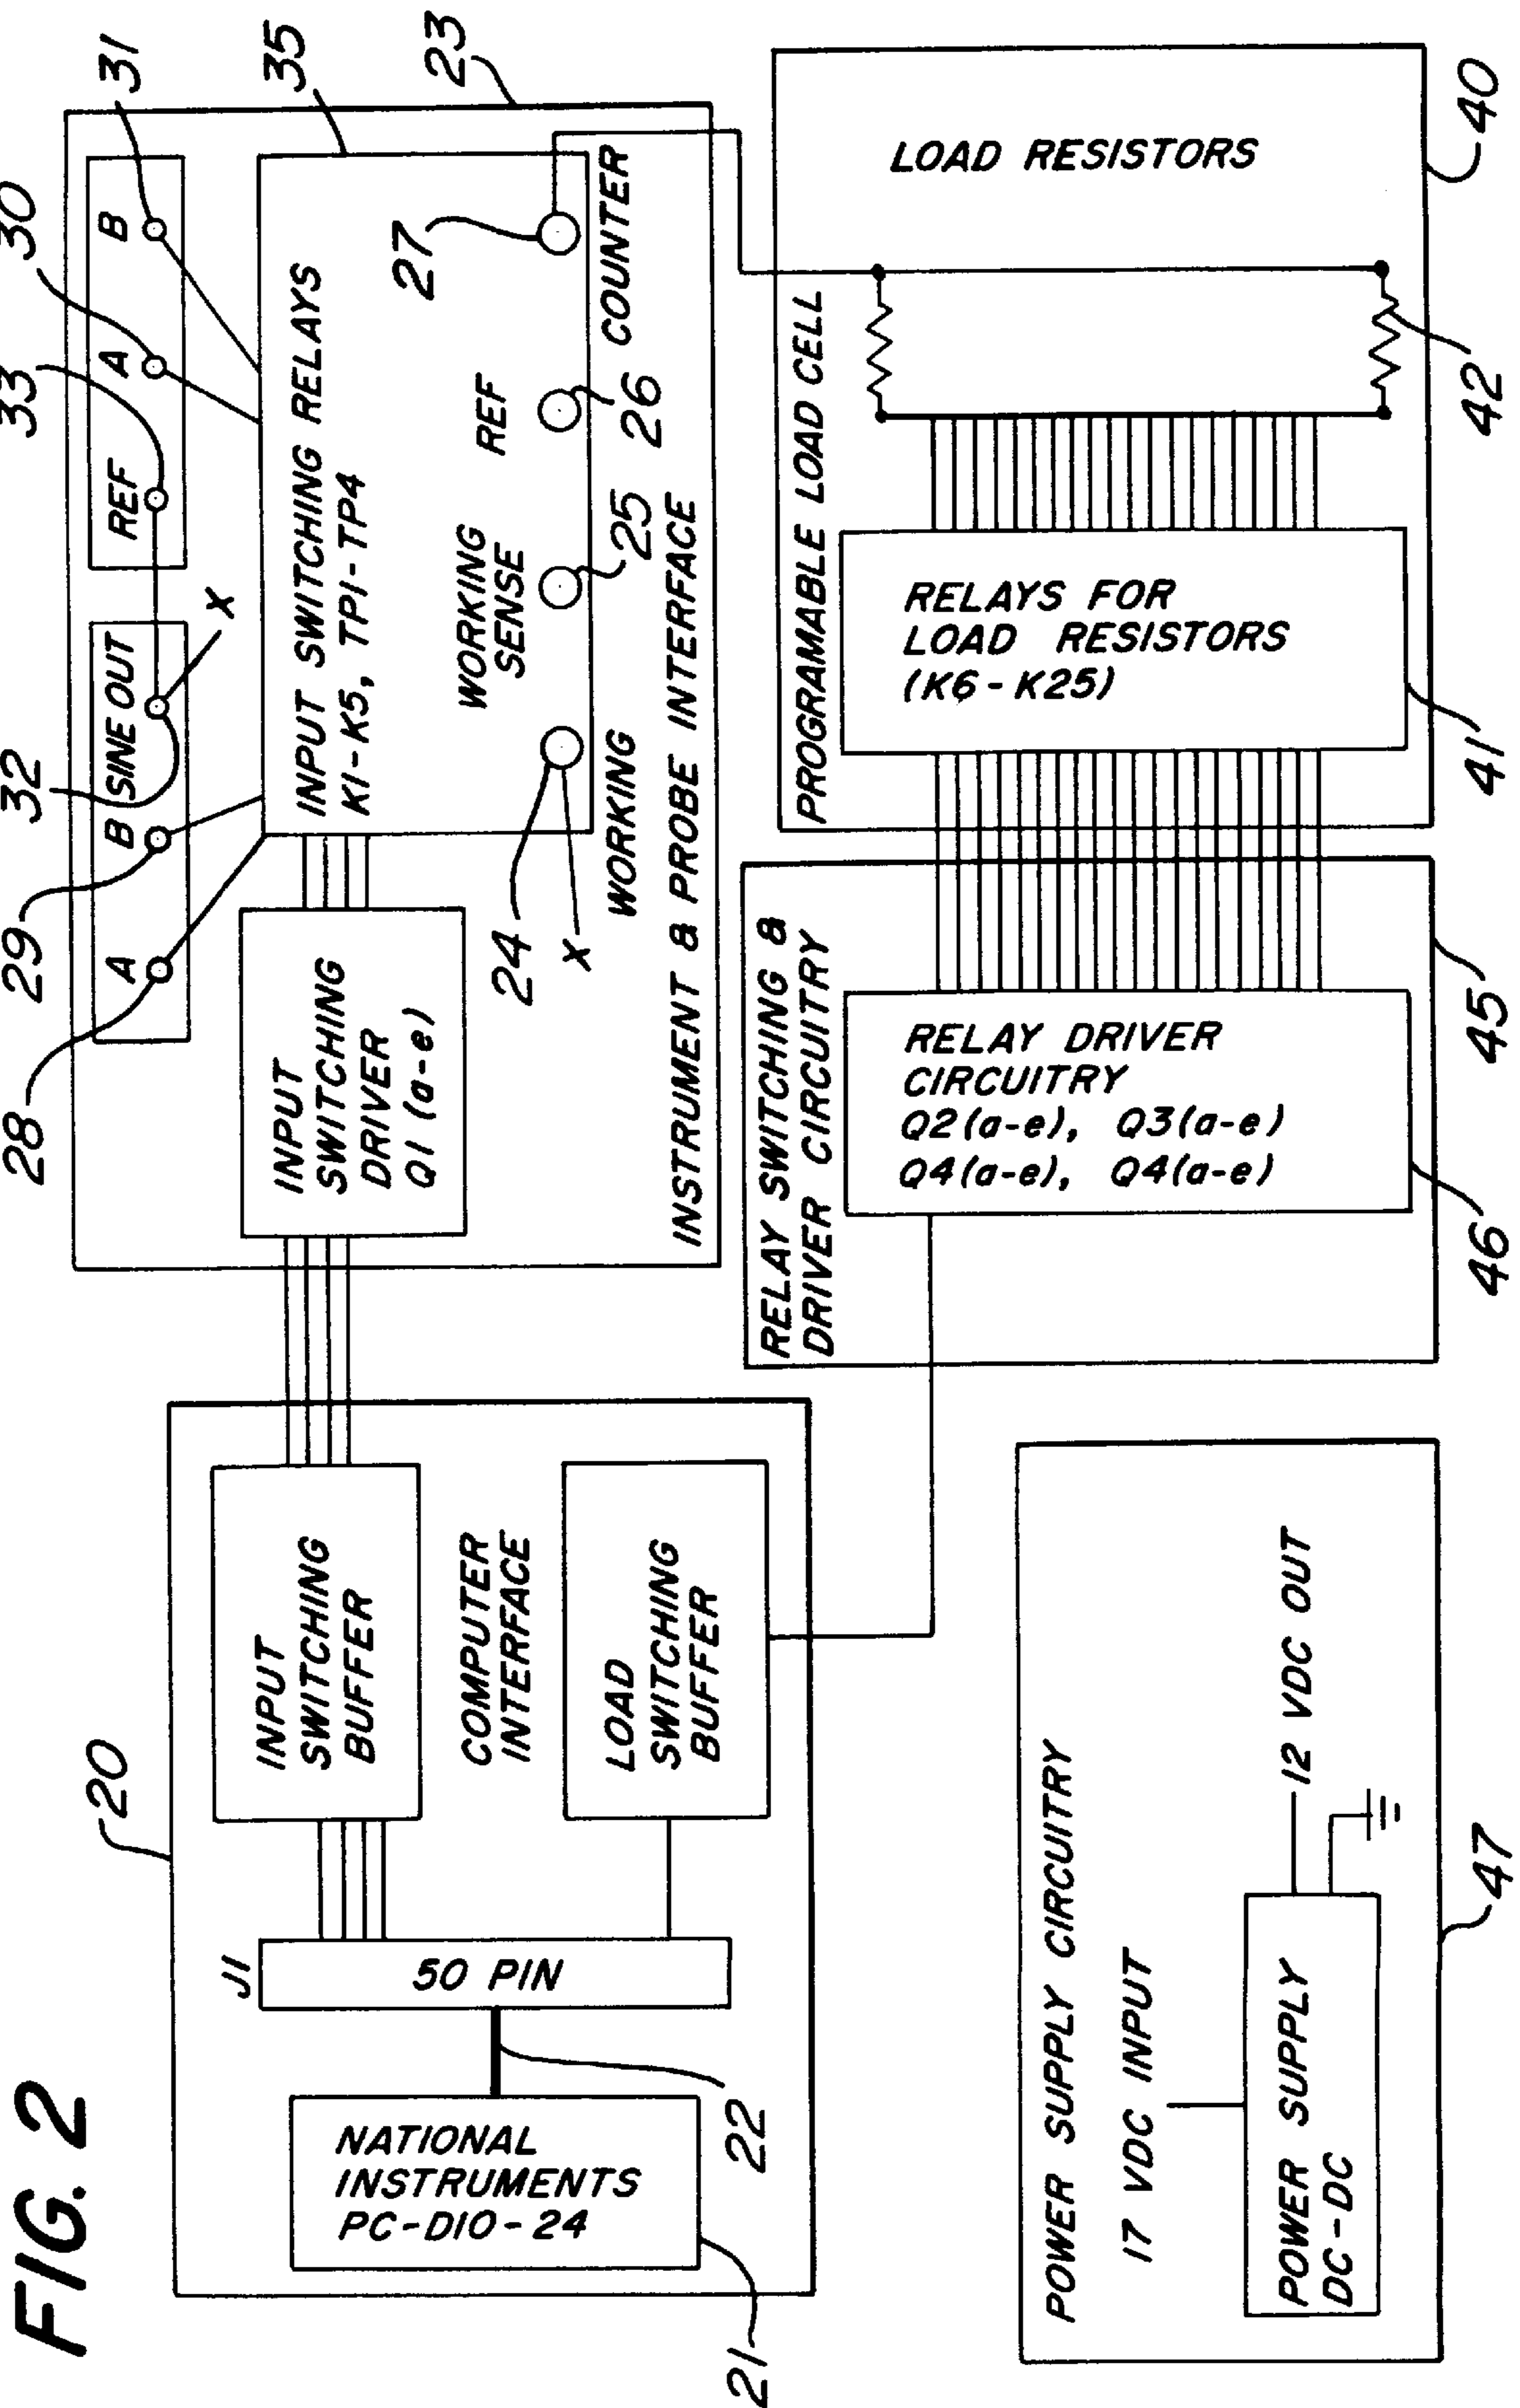 FIG. 2
20
J1
50 PIN
NATIONAL
INSTRUMENTS
PC-DIO-24
21
22
INPUT
SWITCHING
BUFFER
COMPUTER
INTERFACE
LOAD
SWITCHING
BUFFER
28
29
32
33
30
31
35
23
A
B
SINE OUT
X
REF
A
B
INPUT
SWITCHING
DRIVER
Q1 (a-e)
INPUT SWITCHING RELAYS
K1-K5, TP1-TP4
WORKING
SENSE
REF
27
24
X
25
26
WORKING
COUNTER
INSTRUMENT & PROBE INTERFACE
POWER SUPPLY CIRCUITRY
17 VDC INPUT
POWER SUPPLY
DC-DC
12 VDC OUT
47
RELAY SWITCHING &
DRIVER CIRCUITRY
RELAY DRIVER
CIRCUITRY
Q2(a-e), Q3(a-e)
Q4(a-e), Q4(a-e)
46
45
PROGRAMABLE LOAD CELL
RELAYS FOR
LOAD RESISTORS
(K6-K25)
41
LOAD RESISTORS
42
40